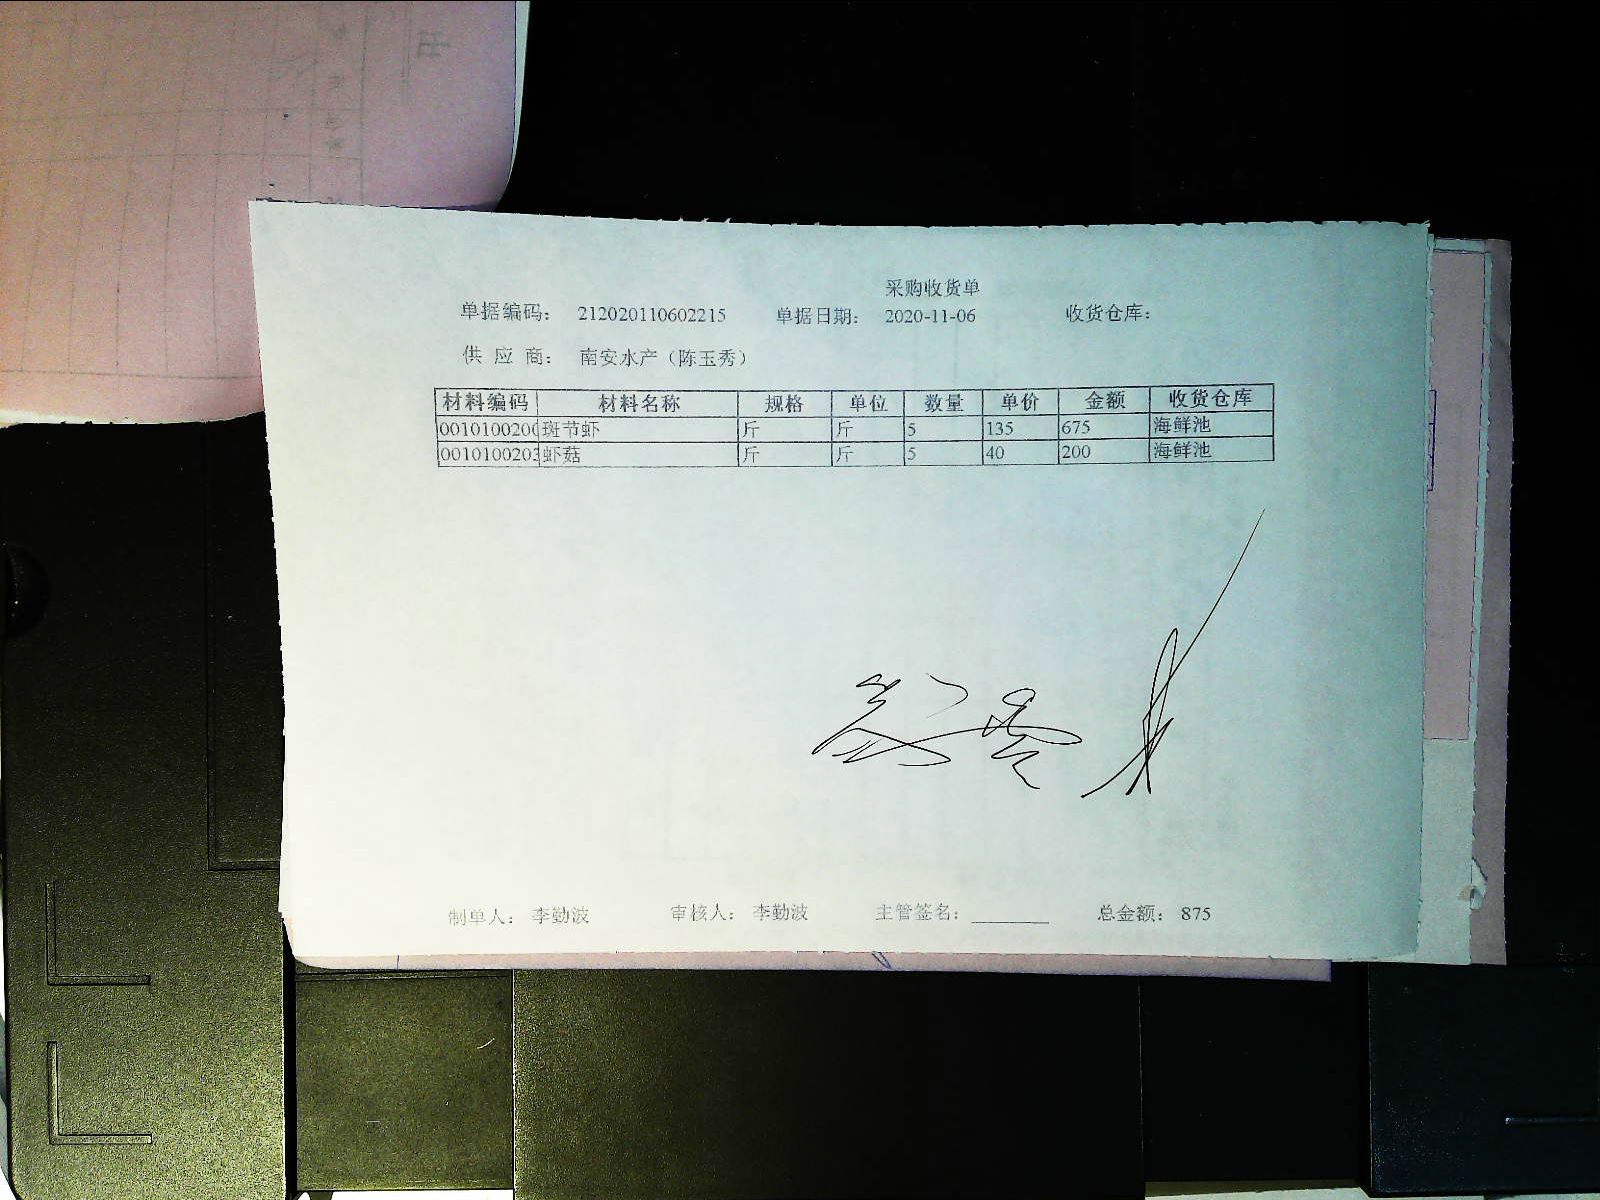 采购收货单
单据编码: 212020110602215 单据日期: 2020-11-06 收货仓库:
供 应 商: 南安水产（陈玉秀）
材料编码 材料名称 规格 单位 数量 单价 金额 收货仓库
0010100200 斑节虾 斤 斤 5 135 675 海鲜池
0010100203 虾菇 斤 斤 5 40 200 海鲜池
制单人: 李勤波 审核人: 李勤波 主管签名: 总金额: 875